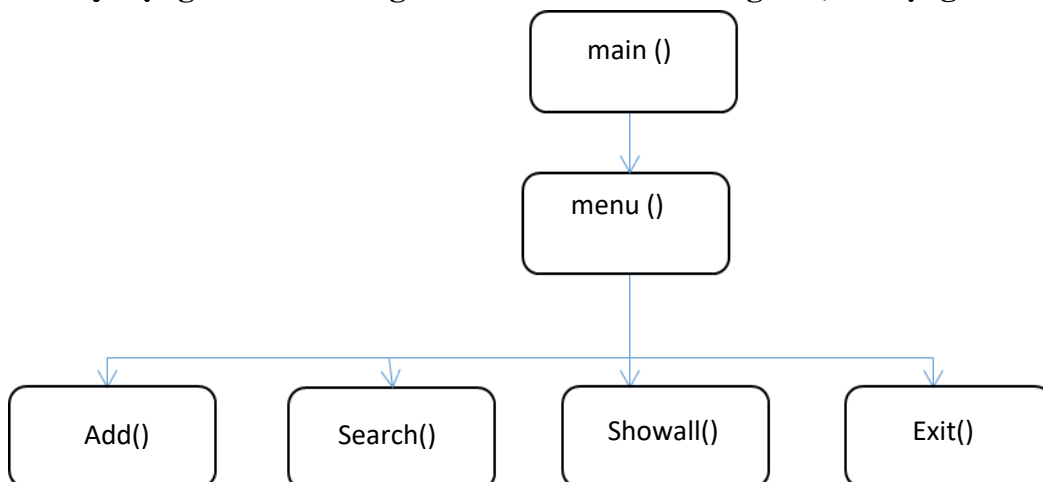 main ()
menu ()
Add()
Search()
Showall()
Exit()